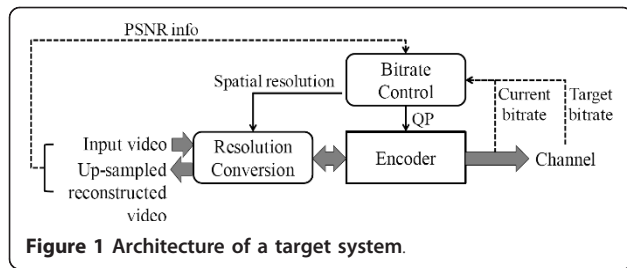 PSNR info
Bitrate
Control
Spatial resolution
Current
bitrate
Target
bitrate
QP
Input video
Up-sampled
reconstructed
video
Resolution
Conversion
Encoder
Channel
Figure 1 Architecture of a target system.